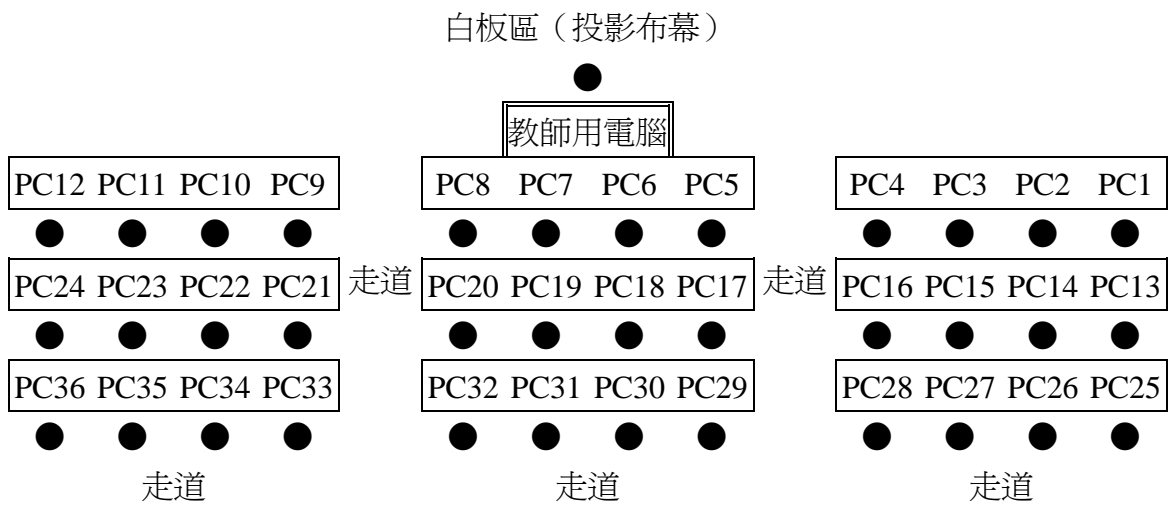 白板區（投影布幕）
教師用電腦
PC12 PC11 PC10 PC9 PC8 PC7 PC6 PC5 PC4 PC3 PC2 PC1
PC24 PC23 PC22 PC21 走道 PC20 PC19 PC18 PC17 走道 PC16 PC15 PC14 PC13
PC36 PC35 PC34 PC33 PC32 PC31 PC30 PC29 PC28 PC27 PC26 PC25
走道 走道 走道